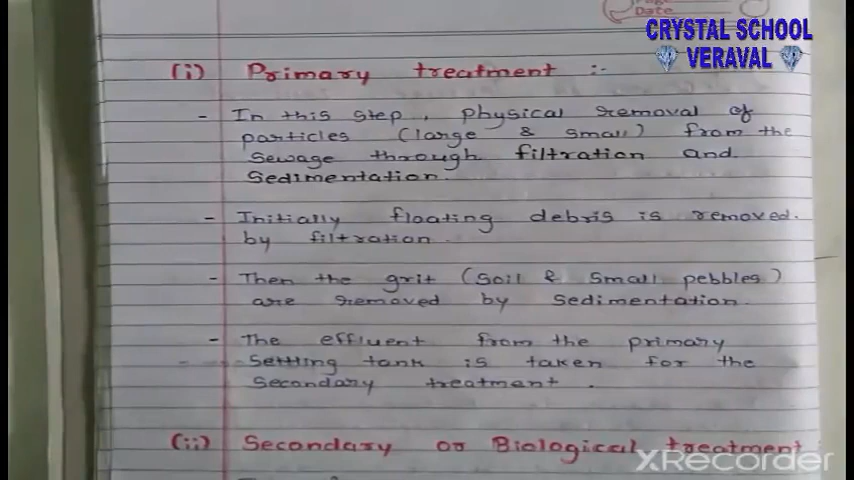 Date
CRYSTAL SCHOOL
VERAVAL
(i) Primary treatment :-
- In this step, physical removal of
particles (large & small) from the
sewage through filtration and
sedimentation.
- Initially floating debris is removed.
by filtration.
- Then the grit (soil & small pebbles)
are removed by sedimentation.
- The effluent from the primary
settling tank is taken for the
secondary treatment.
(ii) Secondary or Biological treatment :
XRecorder